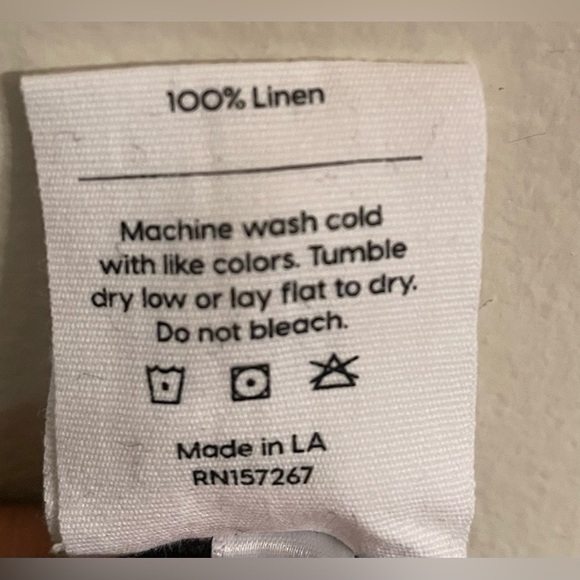 100% Linen
Machine wash cold
with like colors. Tumble
dry low or lay flat to dry.
Do not bleach.
Made in LA
RN157267